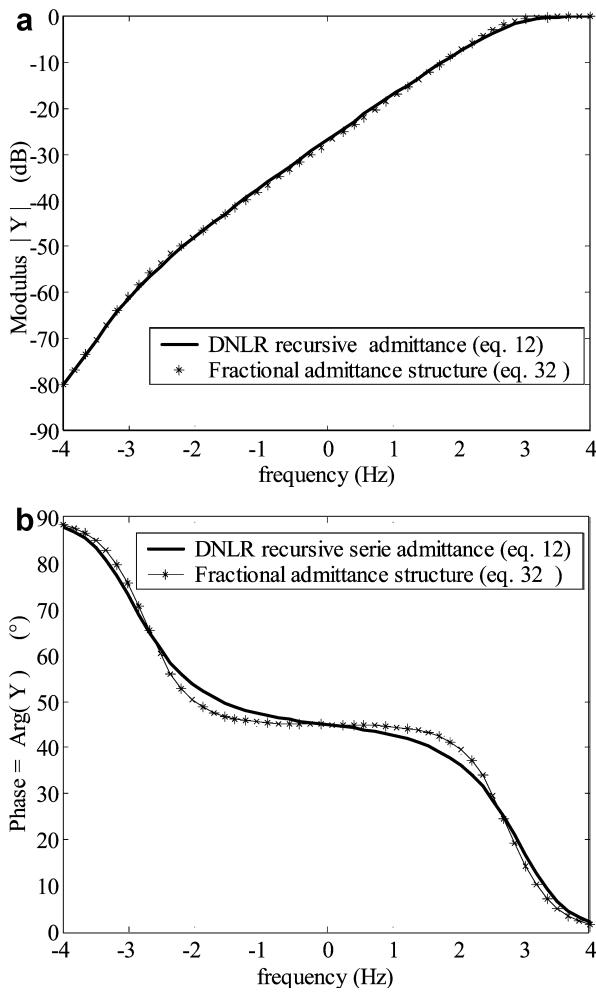 a
0
-10
-20
-30
-40
-50
-60
-70
-80
-90
Modulus | Y | (dB)
DNLR recursive admittance (eq. 12)
Fractional admittance structure (eq. 32 )
-4 -3 -2 -1 0 1 2 3 4
frequency (Hz)
b
90
80
70
60
50
40
30
20
10
0
Phase = Arg( Y ) (°)
DNLR recursive serie admittance (eq. 12)
Fractional admittance structure (eq. 32 )
-4 -3 -2 -1 0 1 2 3 4
frequency (Hz)